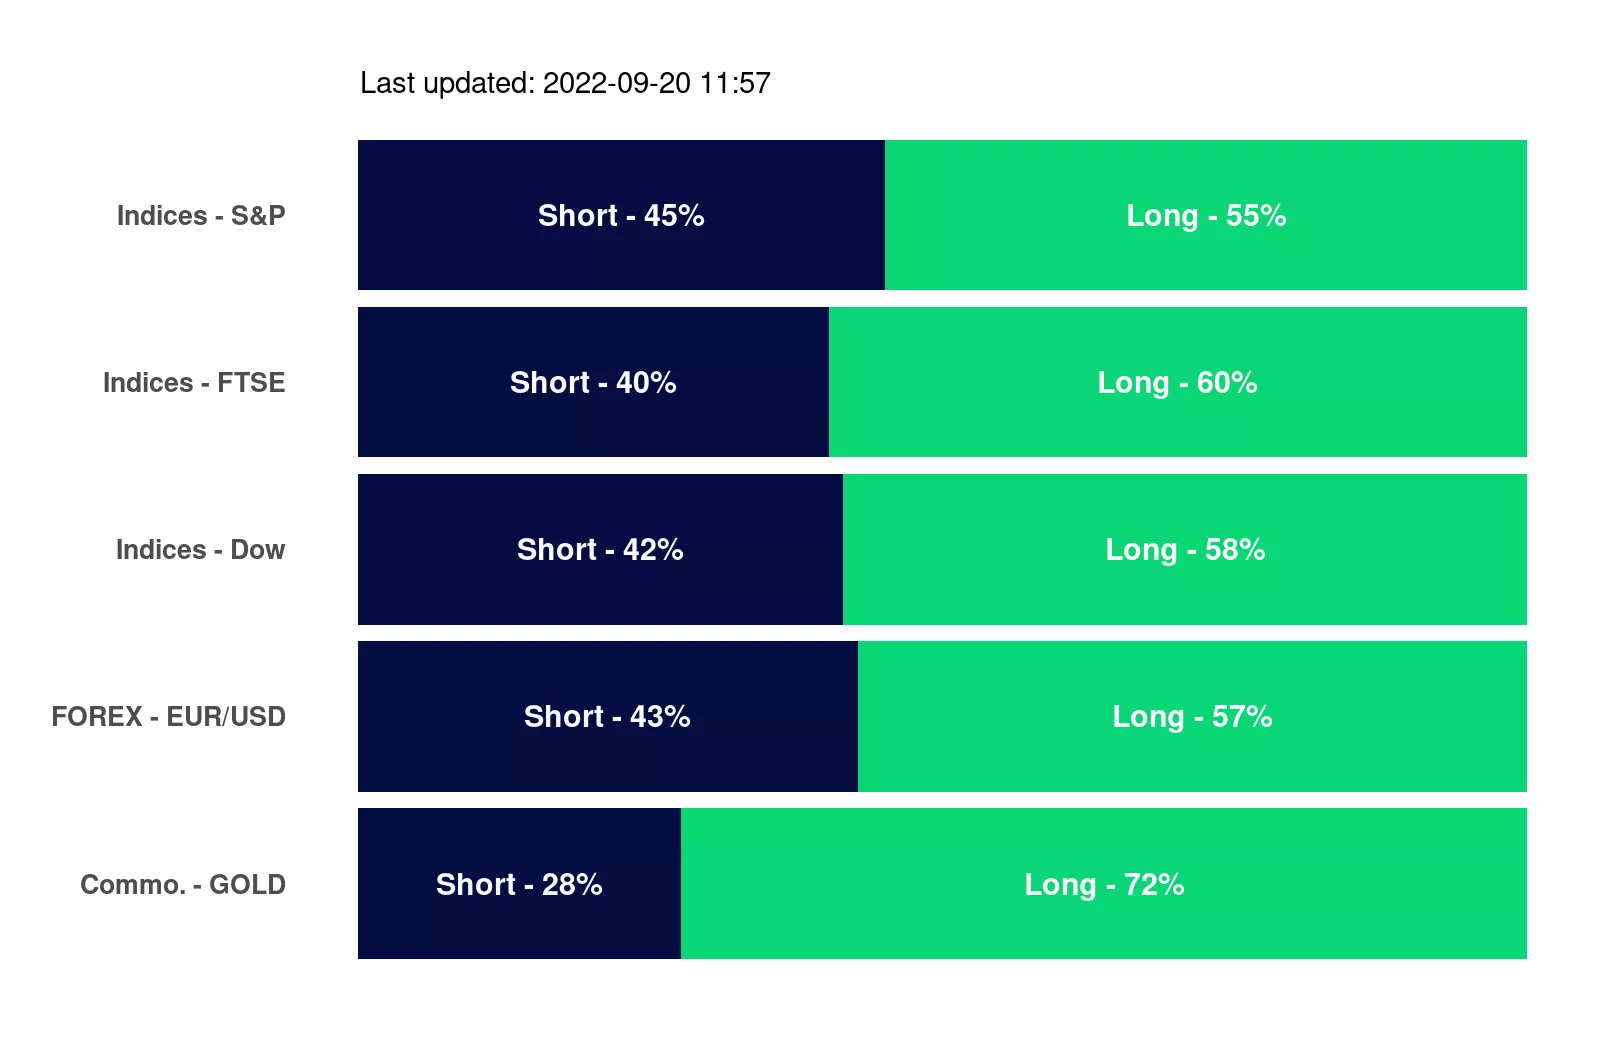 Last updated: 2022-09-20 11:57
Indices - S&P
Short - 45%
Long - 55%
Indices - FTSE
Short - 40%
Long - 60%
Indices - Dow
Short - 42%
Long - 58%
FOREX - EUR/USD
Short - 43%
Long - 57%
Commo. - GOLD
Short - 28%
Long - 72%